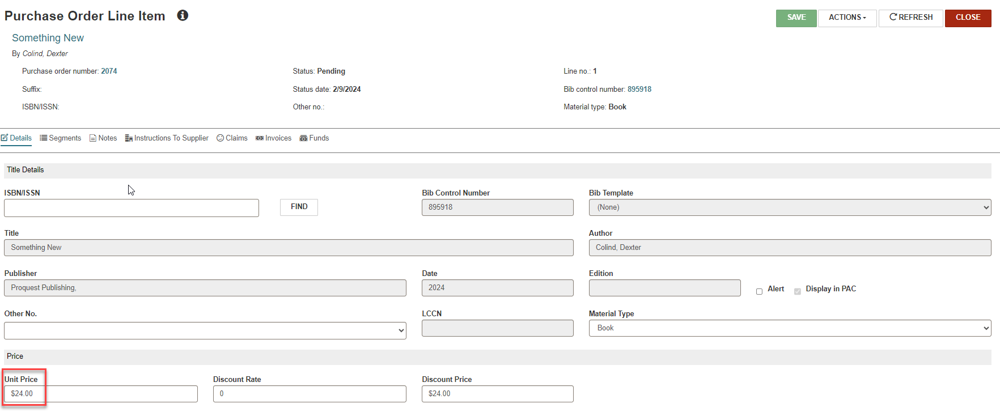 Purchase Order Line Item
SAVE ACTIONS REFRESH CLOSE
Something New
By Colind, Dexter
Purchase order number: 2074 Status: Pending Line no.: 1
Suffix: Status date: 2/9/2024 Bib control number: 895918
ISBN/ISSN: Other no.: Material type: Book
Details Segments Notes Instructions To Supplier Claims Invoices Funds
Title Details
ISBN/ISSN Bib Control Number Bib Template
FIND 895918 (None)
Title Author
Something New Colind, Dexter
Publisher Date Edition
Proquest Publishing, 2024 Alert Display in PAC
Other No. LCCN Material Type
Book
Price
Unit Price Discount Rate Discount Price
$24.00 0 $24.00